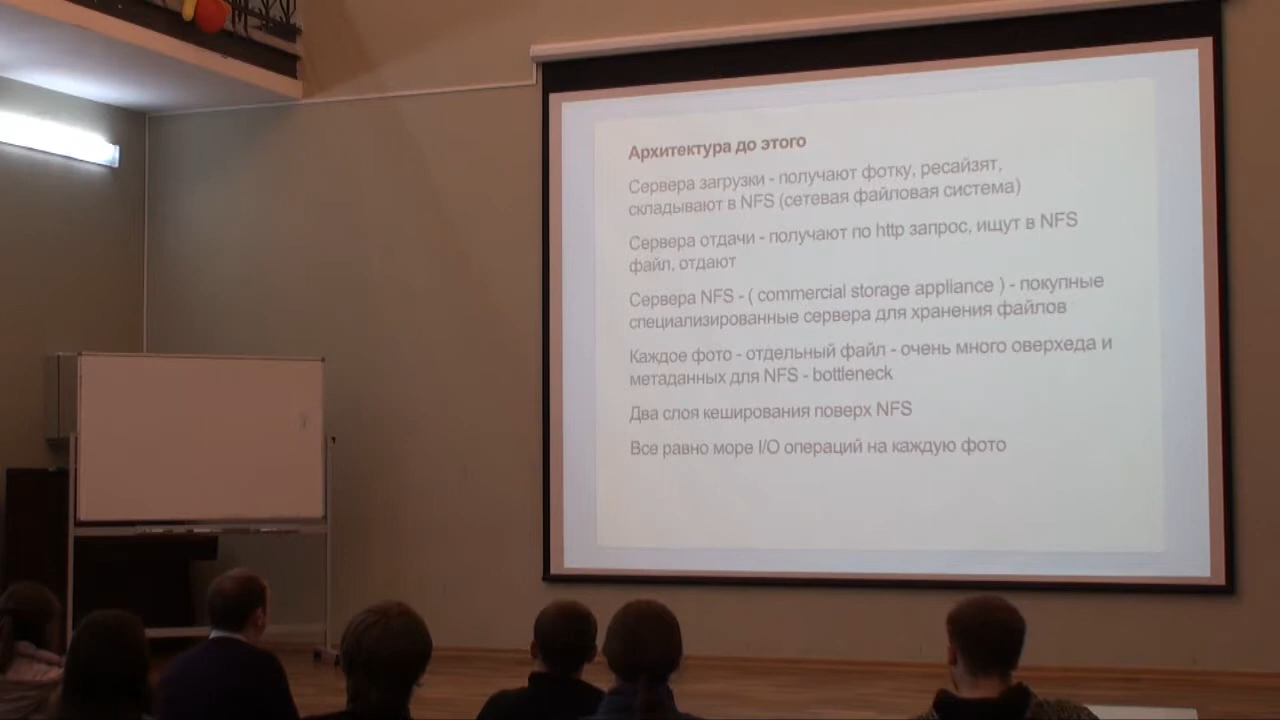 Архитектура до этого
Сервера загрузки - получают фотку, ресайзят,
складывают в NFS (сетевая файловая система)
Сервера отдачи - получают по http запрос, ищут в NFS
файл, отдают
Сервера NFS - ( commercial storage appliance ) - покупные
специализированные сервера для хранения файлов
Каждое фото - отдельный файл - очень много оверхеда и
метаданных для NFS - bottleneck
Два слоя кеширования поверх NFS
Все равно море I/O операций на каждую фото